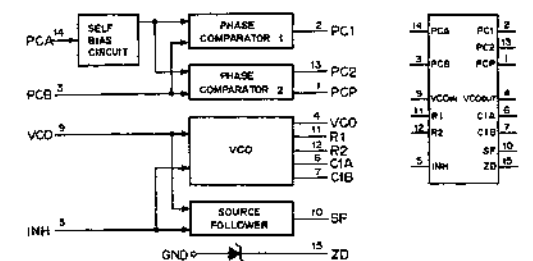 SELF
BIAS
CIRCUIT
PCA 14
PHASE
COMPARATOR 1
2 PC1
PCB 3
PHASE
COMPARATOR 2
13 PC2
1 PCP
VCO 9
VCO
4 VCO
11 R1
12 R2
6 C1A
7 C1B
INH 5
SOURCE
FOLLOWER
10 SF
GND
15 ZD
14 PCA PC1 2
PC2 13
3 PCB PCP 1
9 VCOIN VCOOUT 4
11 R1 C1A 6
12 R2 C1B 7
SF 10
5 INH ZD 15